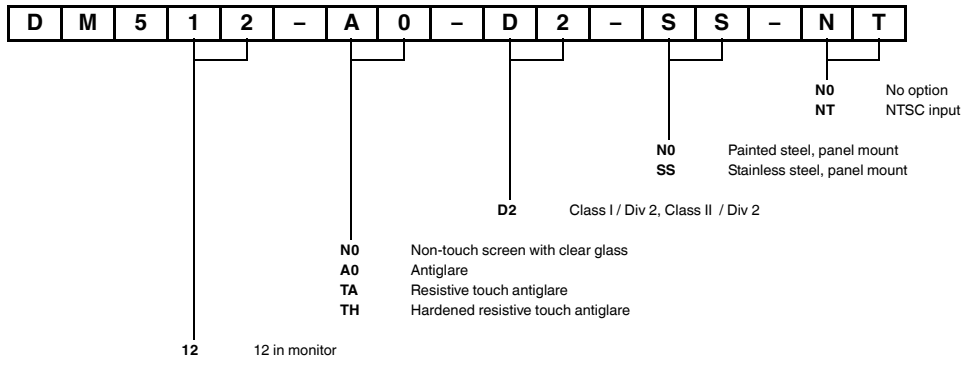 D M 5 1 2 – A 0 – D 2 – S S – N T
N0 No option
NT NTSC input
N0 Painted steel, panel mount
SS Stainless steel, panel mount
D2 Class I / Div 2, Class II / Div 2
N0 Non-touch screen with clear glass
A0 Antiglare
TA Resistive touch antiglare
TH Hardened resistive touch antiglare
12 12 in monitor